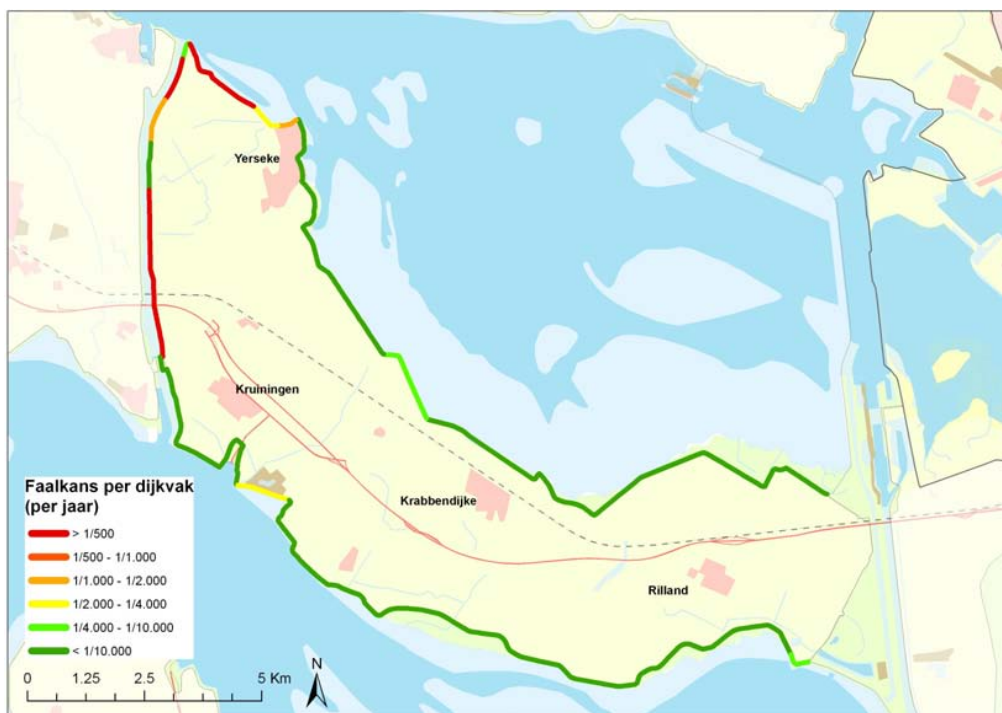 Yerseke
Kruiningen
Krabbendijke
Rilland
Faalkans per dijkvak
(per jaar)
> 1/500
1/500 - 1/1.000
1/1.000 - 1/2.000
1/2.000 - 1/4.000
1/4.000 - 1/10.000
< 1/10.000
0 1.25 2.5 5 Km
N